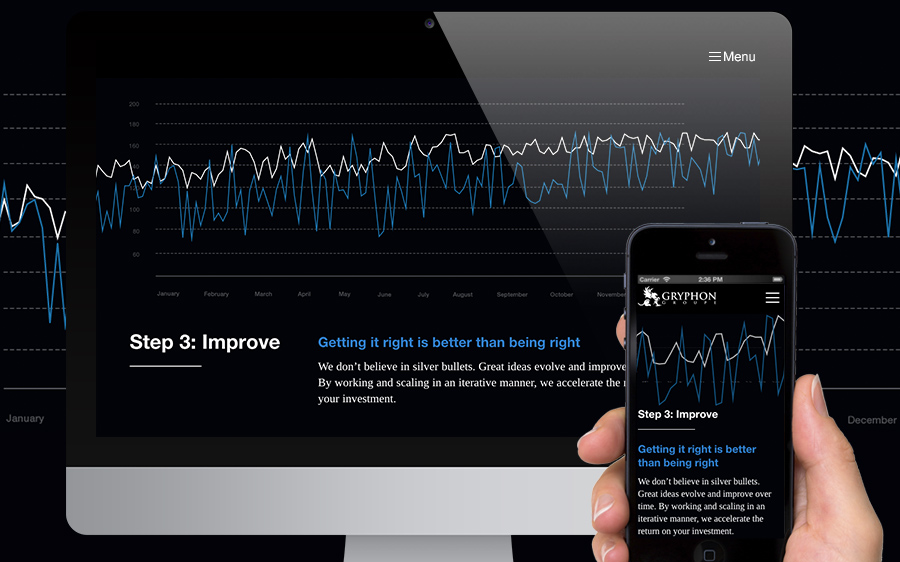 Menu
200
180
160
140
120
100
80
60
January
February
March
April
May
June
July
August
September
October
November
Step 3: Improve
Getting it right is better than being right
We don’t believe in silver bullets. Great ideas evolve and improve
By working and scaling in an iterative manner, we accelerate the
your investment.
January
December
Carrier
2:36 PM
GRYPHON
GROUPE
Step 3: Improve
Getting it right is better
than being right
We don’t believe in silver bullets.
Great ideas evolve and improve over
time. By working and scaling in an
iterative manner, we accelerate the
return on your investment.